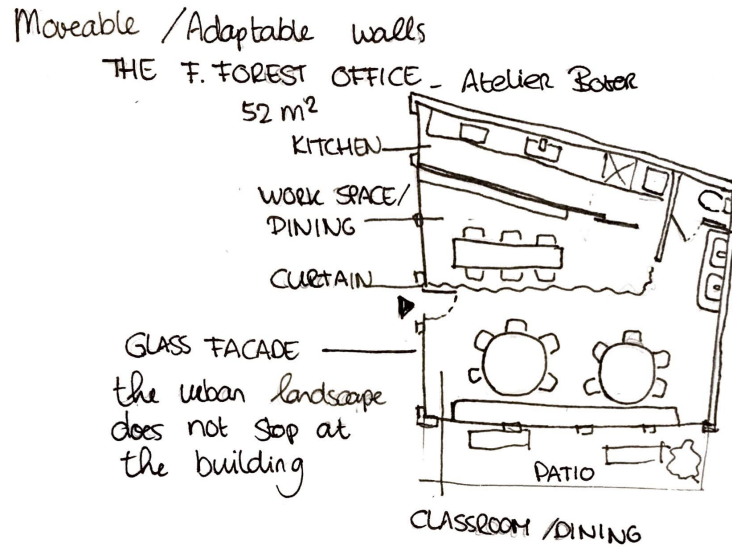 Moveable / Adaptable walls
THE F. FOREST OFICE - Atelier Boter
52 m²
KITCHEN
WORK SPACE/
DINING
CURTAIN
GLASS FACADE
the urban landscape
does not stop at
the building
PATIO
CLASSROOM / DINING